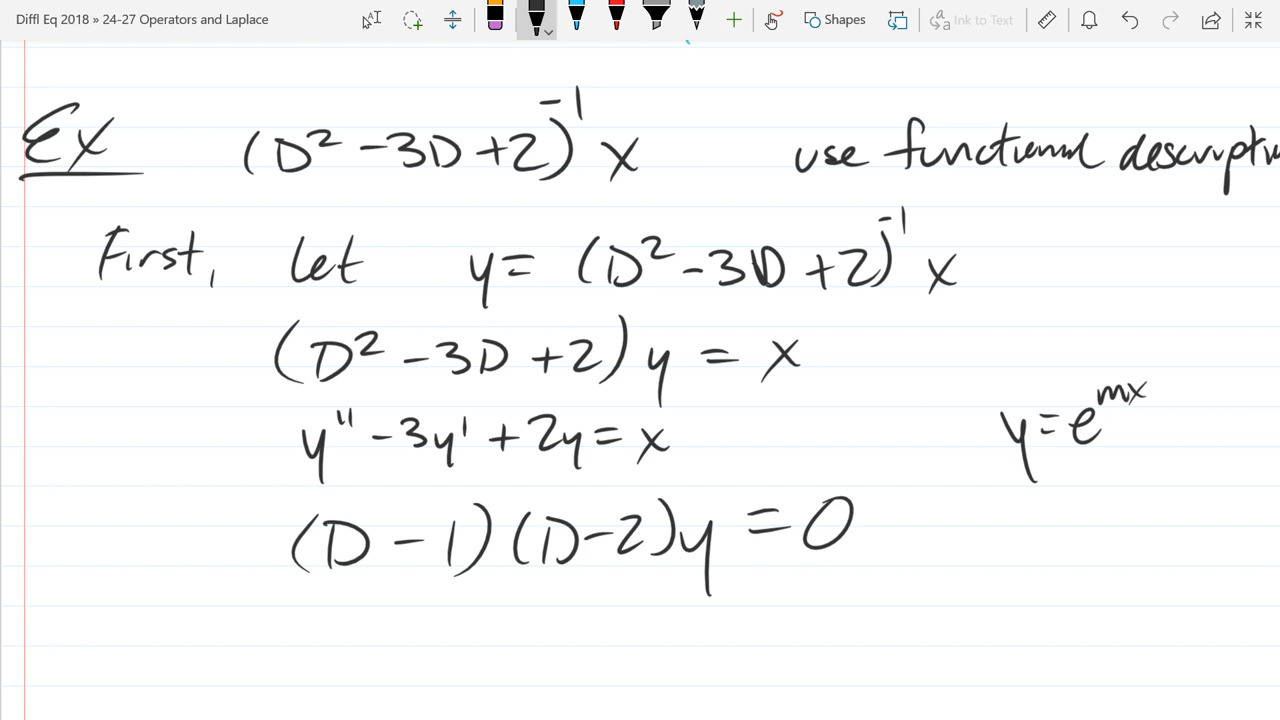 Diffl Eq 2018 » 24-27 Operators and Laplace
Shapes
Ink to Text
Ex (D² -3D +2)⁻¹ x use functional
First, let y = (D² -3D +2)⁻¹ x
(D² -3D +2) y = x
y'' -3y' + 2y = x
y = e^{mx}
(D - 1)(D-2)y = 0